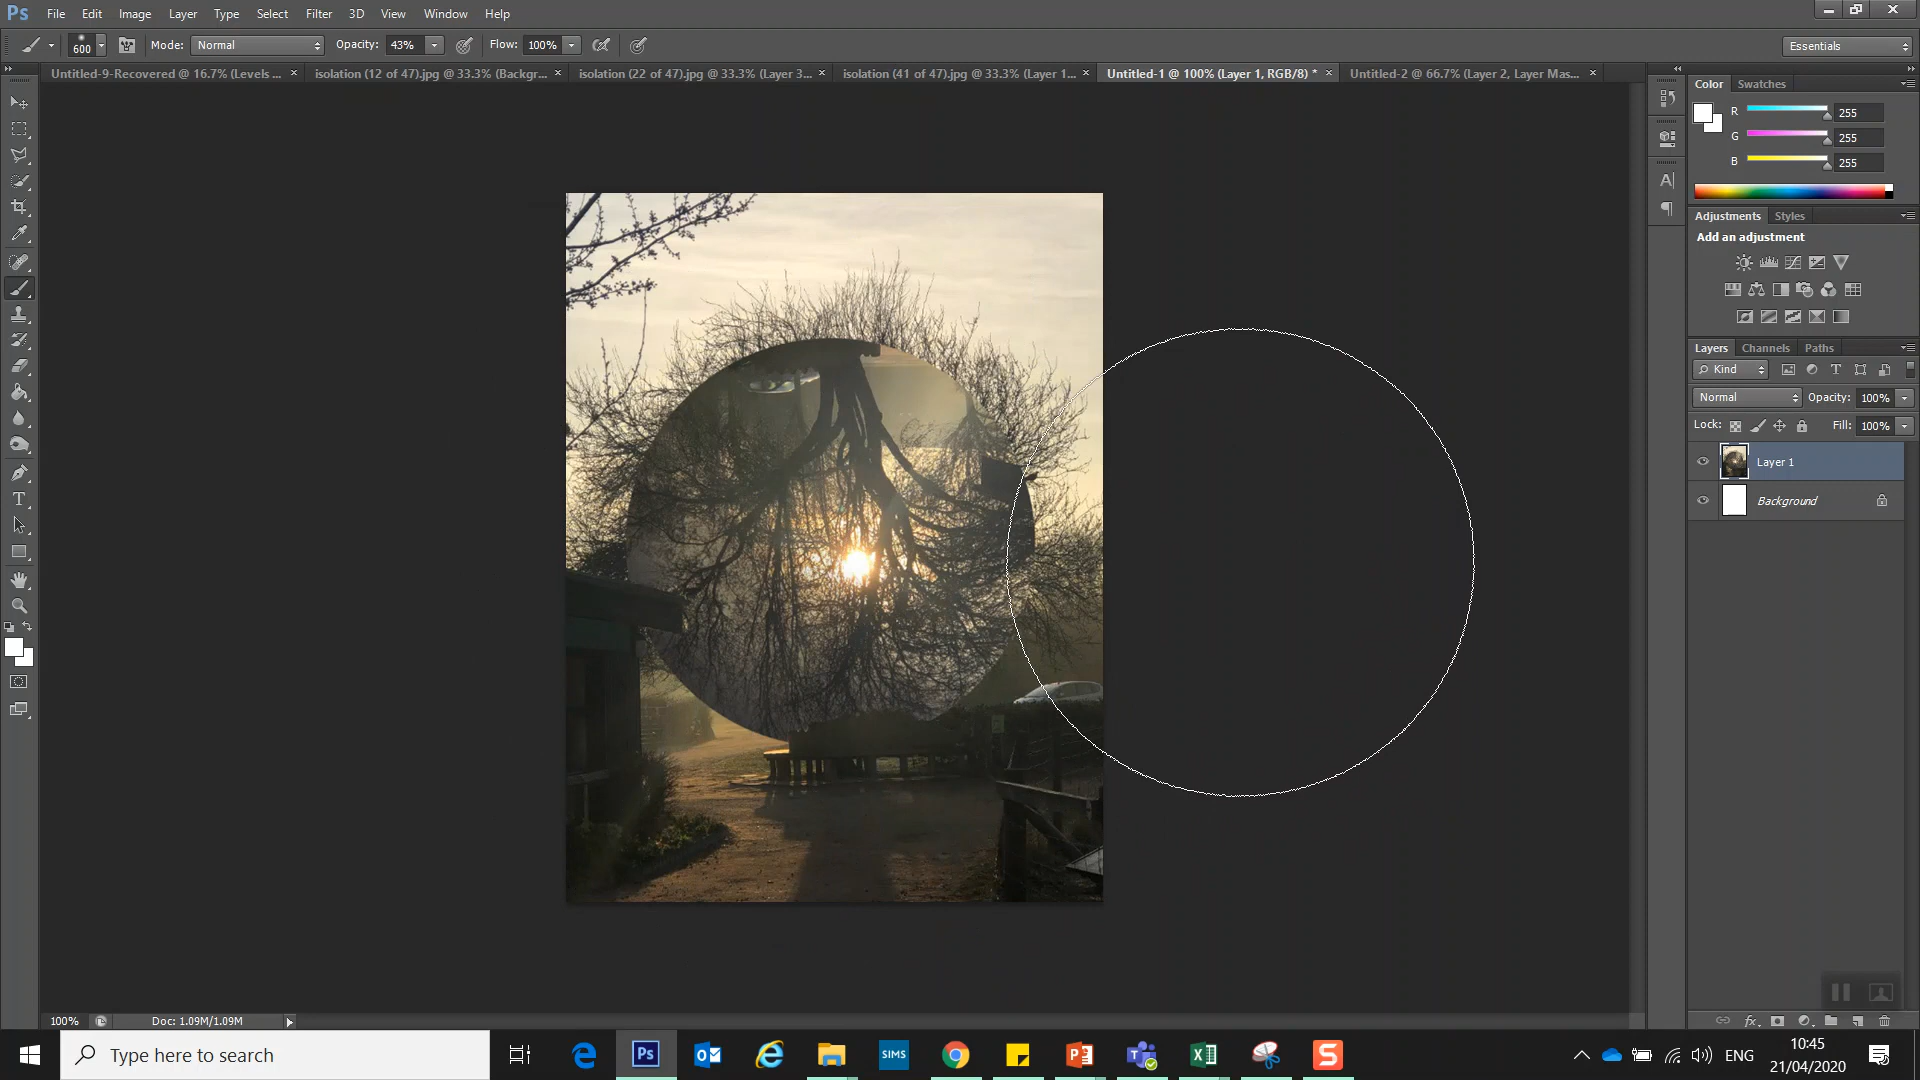 Ps File Edit Image Layer Type Select Filter 3D View Window Help
600 Mode: Normal Opacity: 43% Flow: 100% Essentials
Untitled-9-Recovered @ 16.7% (Levels ... × isolation (12 of 47).jpg @ 33.3% (Backgr... × isolation (22 of 47).jpg @ 33.3% (Layer 3... × isolation (41 of 47).jpg @ 33.3% (Layer 1... × Untitled-1 @ 100% (Layer 1, RGB/8) * × Untitled-2 @ 66.7% (Layer 2, Layer Mas... ×
Color Swatches
R 255
G 255
B 255
Adjustments Styles
Add an adjustment
Layers Channels Paths
Kind
Normal Opacity: 100%
Lock: Fill: 100%
Layer 1
Background
100% Doc: 1.09M/1.09M
Type here to search
Ps
SIMS
ENG
10:45
21/04/2020